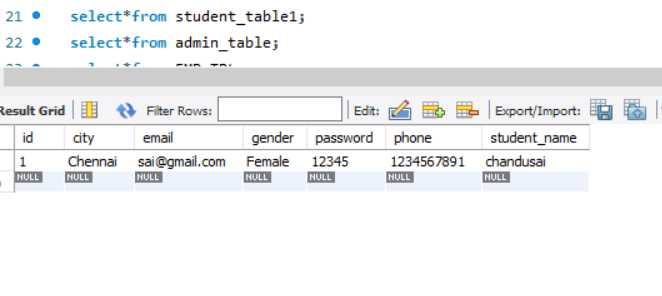 21 select*from student_table1;
22 select*from admin_table;
Result Grid Filter Rows: Edit: Export/Import:
id city email gender password phone student_name
1 Chennai sai@gmail.com Female 12345 1234567891 chandusai
NULL NULL NULL NULL NULL NULL NULL